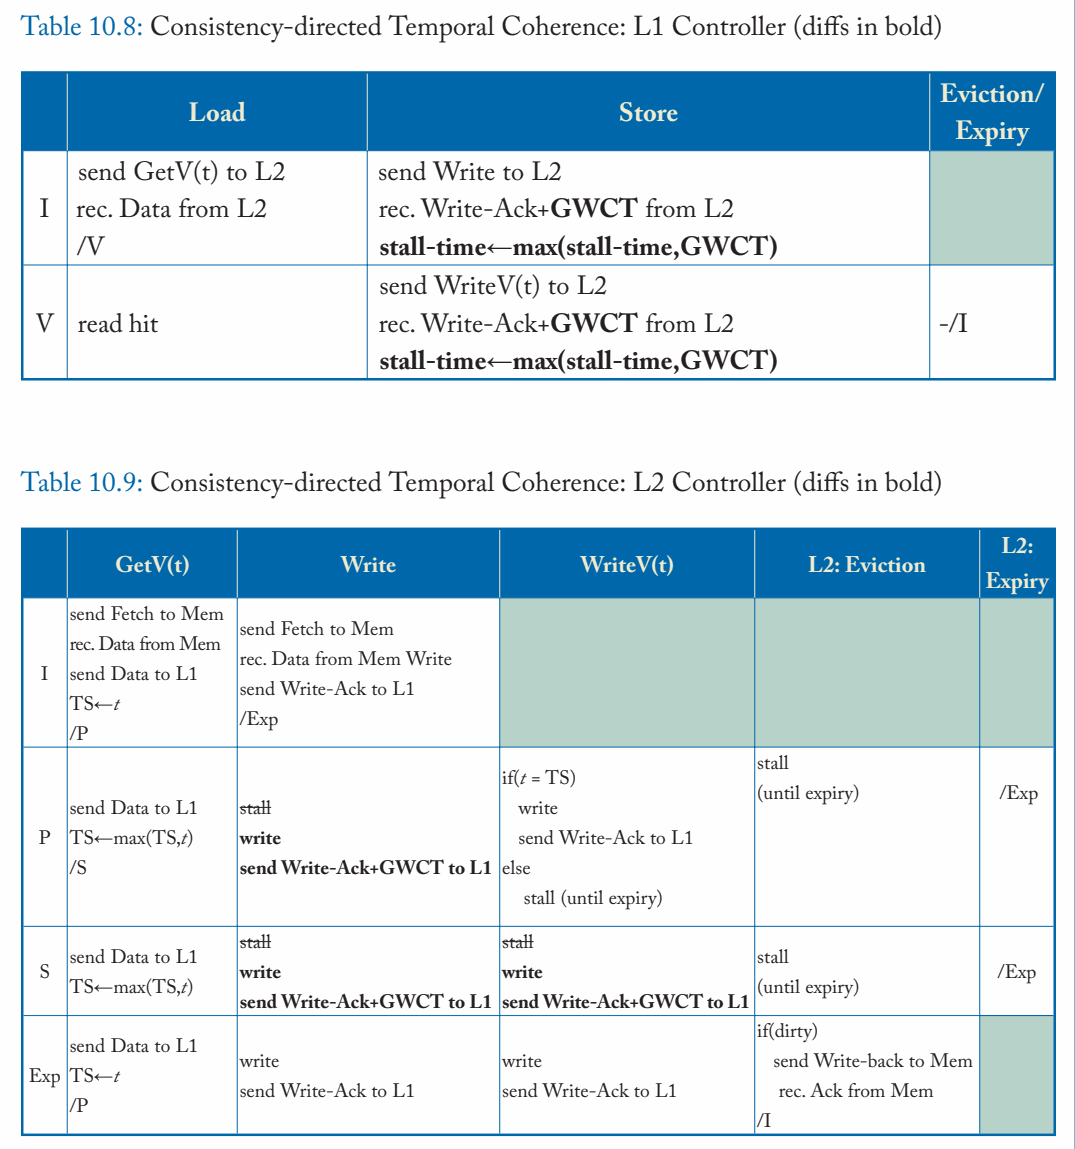 Table 10.8: Consistency-directed Temporal Coherence: L1 Controller (diffs in bold)
Load
Store
Eviction/
Expiry
I
send GetV(t) to L2
rec. Data from L2
/V
send Write to L2
rec. Write-Ack+GWCT from L2
stall-time←max(stall-time,GWCT)
V
read hit
send WriteV(t) to L2
rec. Write-Ack+GWCT from L2
stall-time←max(stall-time,GWCT)
-/I
Table 10.9: Consistency-directed Temporal Coherence: L2 Controller (diffs in bold)
GetV(t)
Write
WriteV(t)
L2: Eviction
L2:
Expiry
I
send Fetch to Mem
rec. Data from Mem
send Data to L1
TS←t
/P
send Fetch to Mem
rec. Data from Mem Write
send Write-Ack to L1
/Exp
P
send Data to L1
TS←max(TS,t)
/S
stall
write
send Write-Ack+GWCT to L1
if(t = TS)
write
send Write-Ack to L1
else
stall (until expiry)
stall
(until expiry)
/Exp
S
send Data to L1
TS←max(TS,t)
stall
write
send Write-Ack+GWCT to L1
stall
write
send Write-Ack+GWCT to L1
stall
(until expiry)
/Exp
Exp
send Data to L1
TS←t
/P
write
send Write-Ack to L1
write
send Write-Ack to L1
if(dirty)
send Write-back to Mem
rec. Ack from Mem
/I